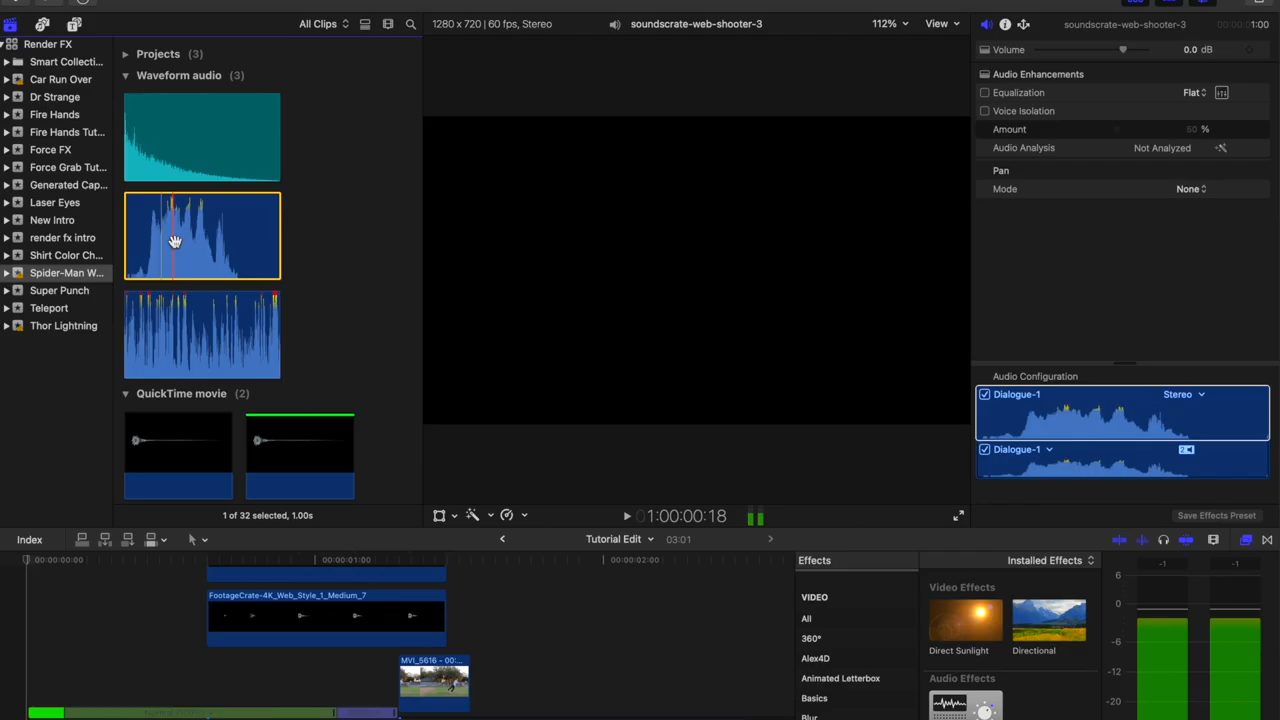 All Clips
1280 x 720 | 60 fps, Stereo
soundscrate-web-shooter-3
112%
View
soundscrate-web-shooter-3
1:00
Render FX
Smart Collecti...
Car Run Over
Dr Strange
Fire Hands
Fire Hands Tut...
Force FX
Force Grab Tut...
Generated Cap...
Laser Eyes
New Intro
render fx intro
Shirt Color Ch...
Spider-Man W...
Super Punch
Teleport
Thor Lightning
Projects (3)
Waveform audio (3)
QuickTime movie (2)
1 of 32 selected, 1.00s
Volume
0.0 dB
Audio Enhancements
Equalization
Flat
Voice Isolation
Amount
50 %
Audio Analysis
Not Analyzed
Pan
Mode
None
Audio Configuration
Dialogue-1
Stereo
Dialogue-1
Save Effects Preset
1:00:00:18
Index
Tutorial Edit
03:01
00:00:00:00
00:00:01:00
00:00:02:00
FootageCrate-4K_Web_Style_1_Medium_7
MVI_5616 - 00:...
Effects
Installed Effects
VIDEO
All
360°
Alex4D
Animated Letterbox
Basics
Blur
Video Effects
Direct Sunlight
Directional
Audio Effects
-1
-1
6
0
-6
-12
-20